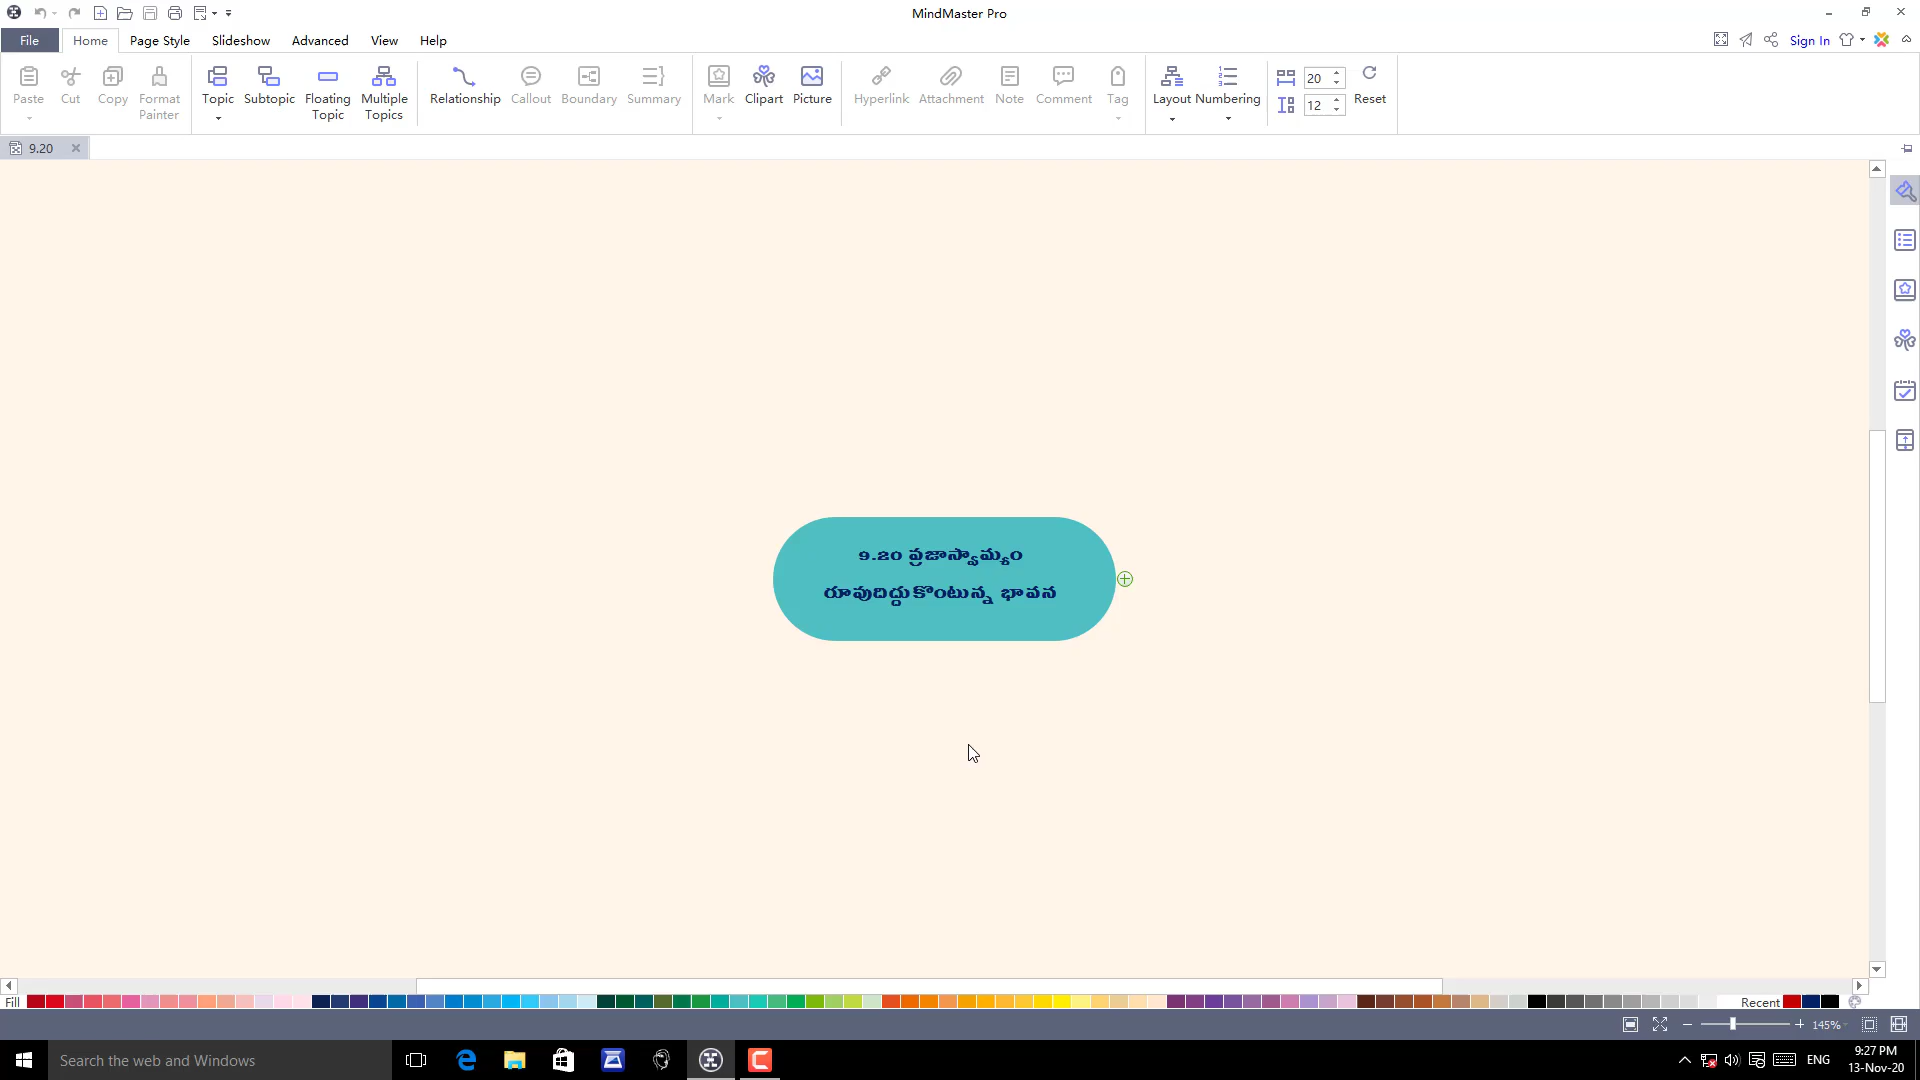 MindMaster Pro
File Home Page Style Slideshow Advanced View Help Sign In
Paste Cut Copy Format Painter Topic Subtopic Floating Topic Multiple Topics Relationship Callout Boundary Summary Mark Clipart Picture Hyperlink Attachment Note Comment Tag Layout Numbering 20 12 Reset
9.20
9.20 ప్రజాస్వామ్యం
రూపుదిద్దుకొంటున్న భావన
Fill Recent
145%
Search the web and Windows ENG 9:27 PM
13-Nov-20